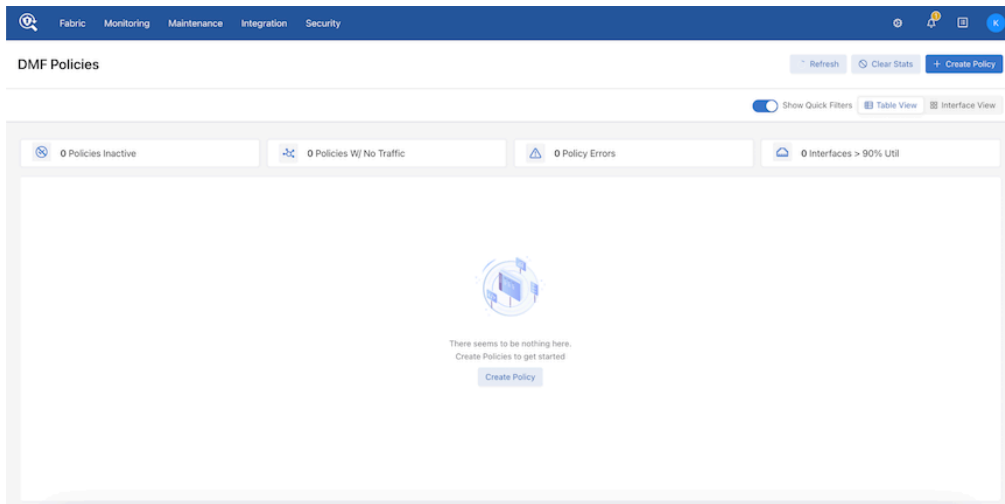 Fabric Monitoring Maintenance Integration Security 1 K
DMF Policies Refresh Clear Stats + Create Policy
Show Quick Filters Table View Interface View
0 Policies Inactive 0 Policies W/ No Traffic 0 Policy Errors 0 Interfaces > 90% Util
There seems to be nothing here.
Create Policies to get started
Create Policy